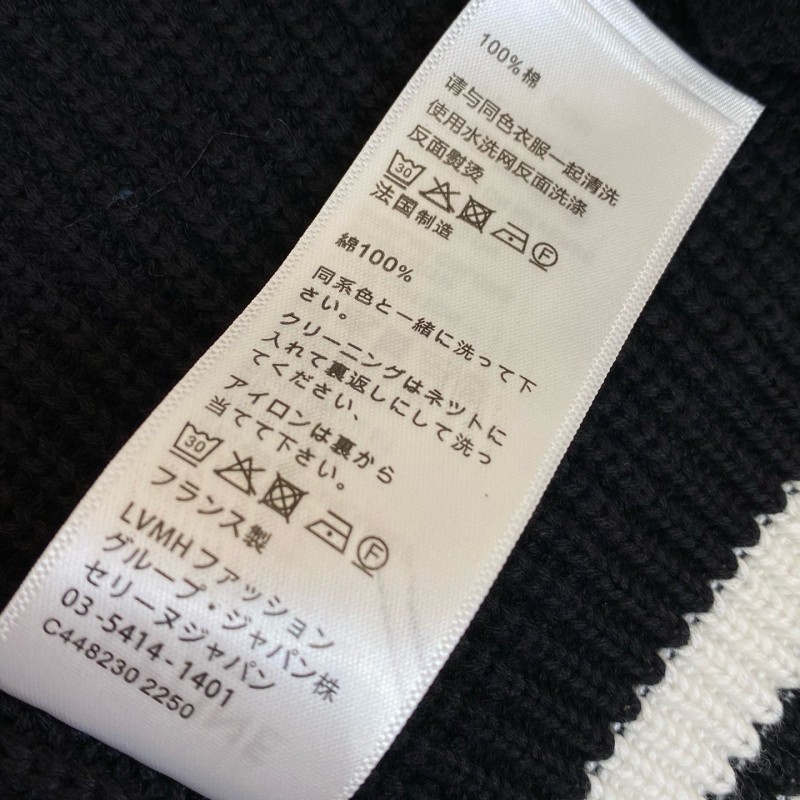 100%棉
请与同色衣服一起清洗
使用水洗网反面洗涤
反面熨烫
30 F
法国制造
綿100%
同系色と一緒に洗って下
さい。
クリーニングはネットに
入れて裏返しにして洗っ
てください、
アイロンは裏から
当てて下さい。
30 F
フランス製
LVMHファッション
グループ・ジャパン株
セリーヌジャパン
03-5414-1401
C448230 2250